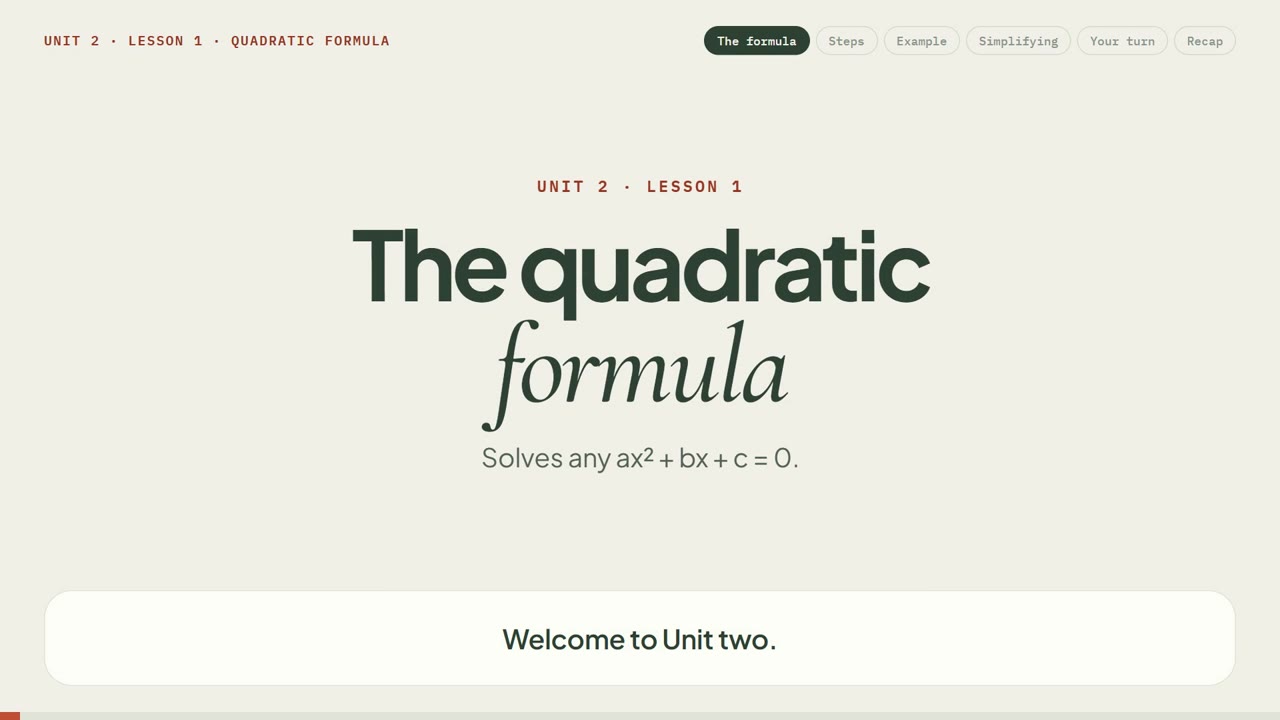 UNIT 2 · LESSON 1 · QUADRATIC FORMULA
The formula
Steps
Example
Simplifying
Your turn
Recap
UNIT 2 · LESSON 1
The quadratic
formula
Solves any ax² + bx + c = 0.
Welcome to Unit two.